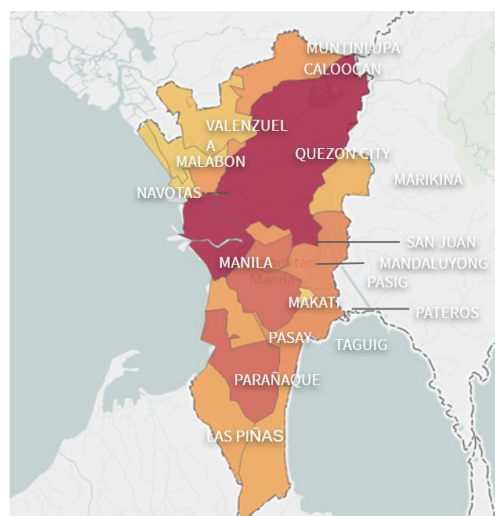 MUNTINLUPA
CALOOCAN
VALENZUEL
A
MALABON
QUEZON CITY
NAVOTAS
MARIKINA
SAN JUAN
MANILA
MANDALUYONG
Manila
PASIG
MAKATI
PATEROS
PASAY
TAGUIG
PARAÑAQUE
LAS PIÑAS